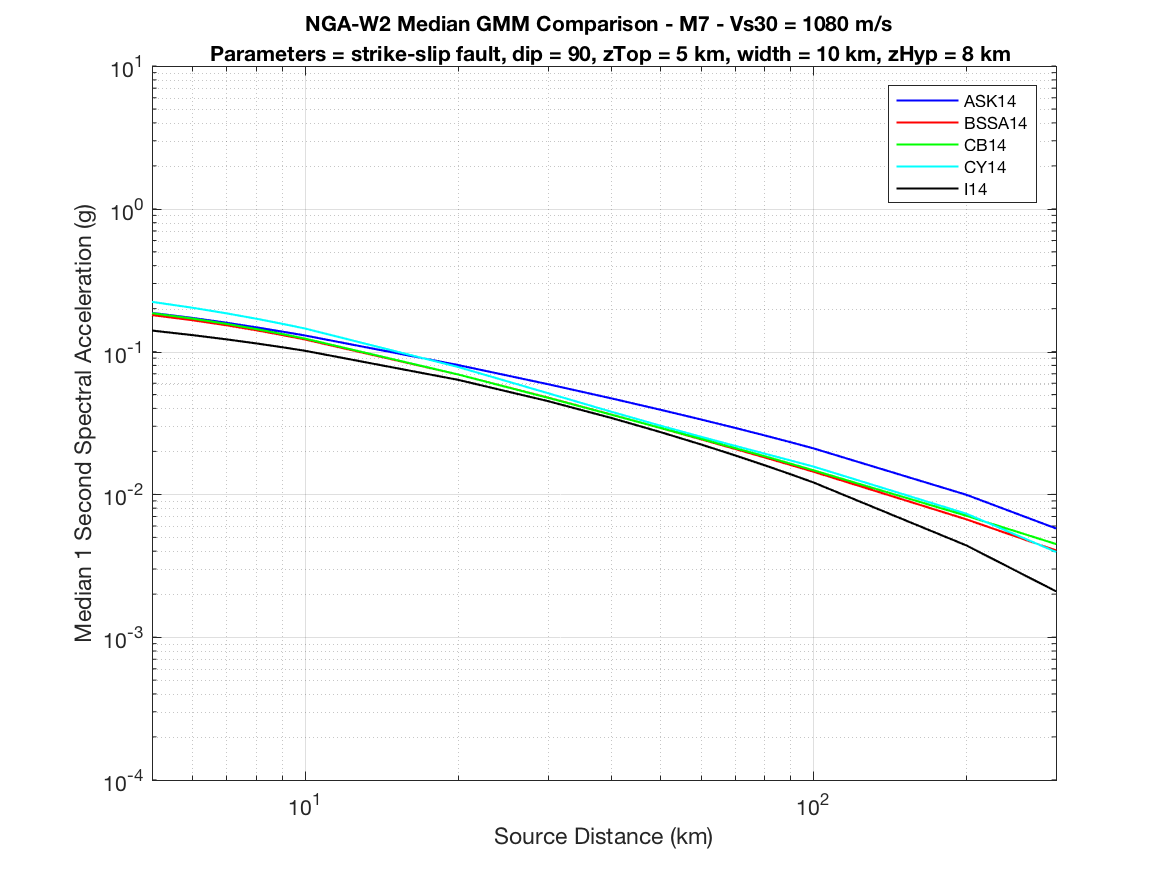 NGA-W2 Median GMM Comparison - M7 - Vs30 = 1080 m/s
Parameters = strike-slip fault, dip = 90, zTop = 5 km, width = 10 km, zHyp = 8 km
10^1
ASK14
BSSA14
CB14
CY14
I14
10^0
10^-1
10^-2
10^-3
10^-4
Median 1 Second Spectral Acceleration (g)
10^1
10^2
Source Distance (km)